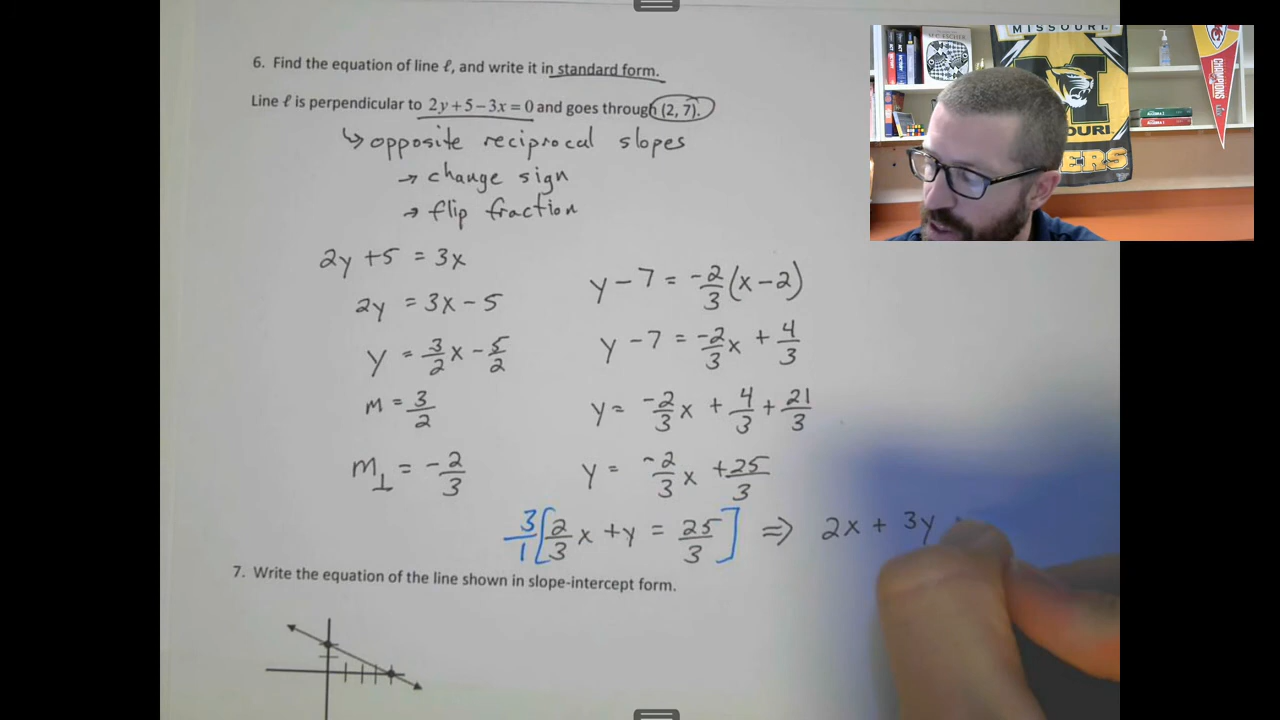 6. Find the equation of line ℓ, and write it in standard form.
Line ℓ is perpendicular to 2y+5−3x=0 and goes through (2, 7).
↳ opposite reciprocal slopes
→ change sign
→ flip fraction
2y + 5 = 3x
2y = 3x − 5
y = 3/2 x − 5/2
m = 3/2
m⊥ = −2/3
y − 7 = −2/3 (x − 2)
y − 7 = −2/3 x + 4/3
y = −2/3 x + 4/3 + 21/3
y = −2/3 x + 25/3
3/1 [2/3 x + y = 25/3] ⇒ 2x + 3y
7. Write the equation of the line shown in slope-intercept form.
MISSOURI
M.C. ESCHER
M
OURI
ERS
CHAMPIONS